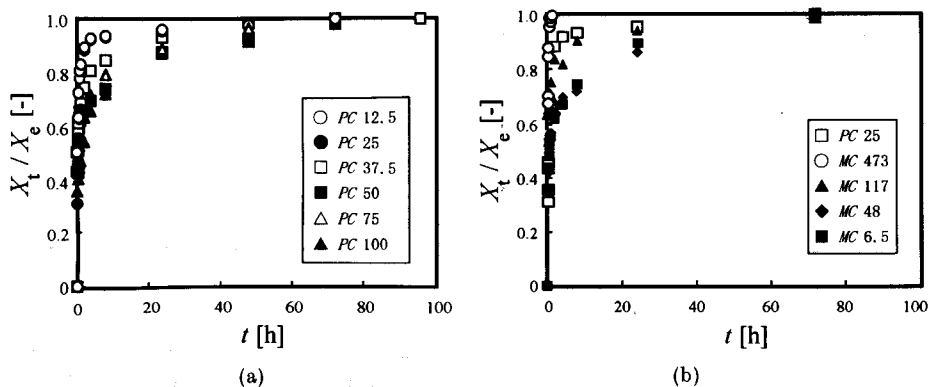 1.0
0.8
0.6
0.4
0.2
0
X_t / X_e [-]
PC 12.5
PC 25
PC 37.5
PC 50
PC 75
PC 100
0 20 40 60 80 100
t [h]
(a)
1.0
0.8
0.6
0.4
0.2
0
X_t / X_e [-]
PC 25
MC 473
MC 117
MC 48
MC 6.5
0 20 40 60 80 100
t [h]
(b)